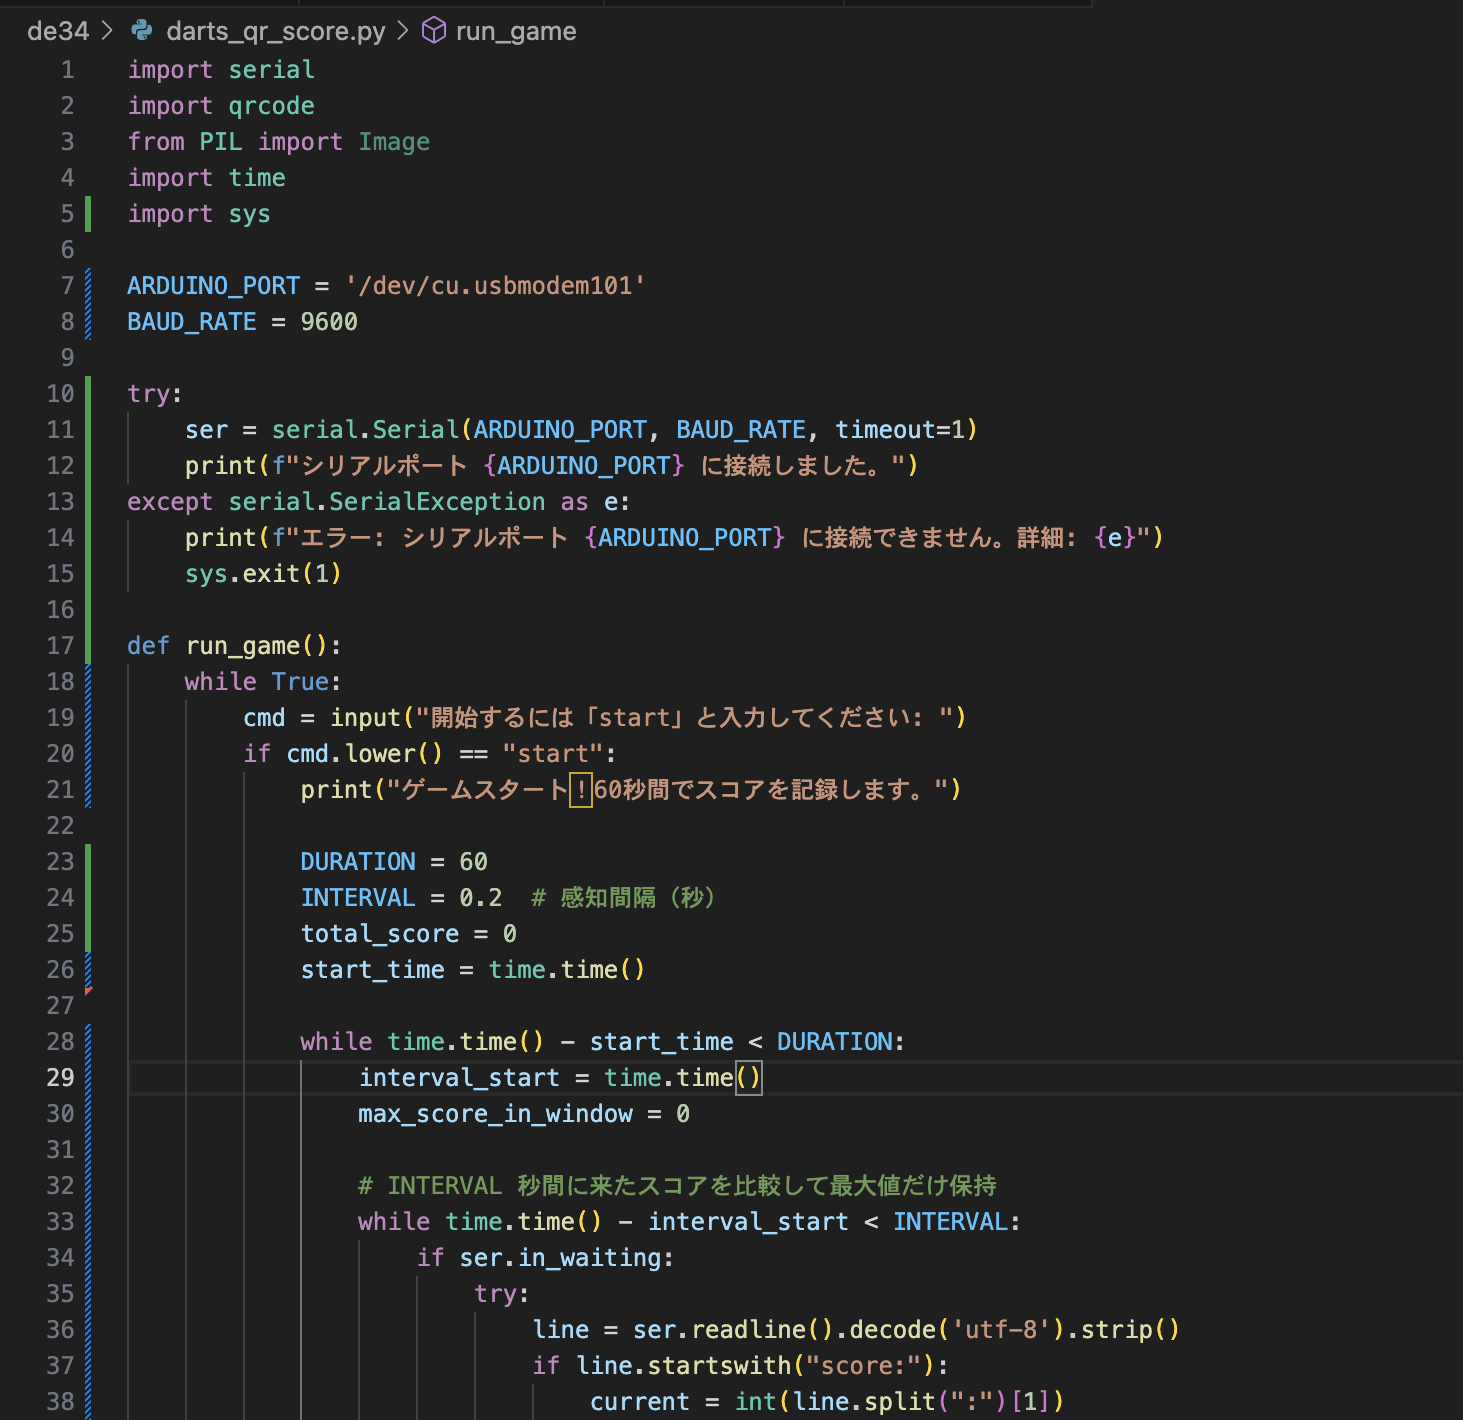 de34 > darts_qr_score.py > run_game
1 import serial
2 import qrcode
3 from PIL import Image
4 import time
5 import sys
6
7 ARDUINO_PORT = '/dev/cu.usbmodem101'
8 BAUD_RATE = 9600
9
10 try:
11     ser = serial.Serial(ARDUINO_PORT, BAUD_RATE, timeout=1)
12     print(f"シリアルポート {ARDUINO_PORT} に接続しました。")
13 except serial.SerialException as e:
14     print(f"エラー: シリアルポート {ARDUINO_PORT} に接続できません。詳細: {e}")
15     sys.exit(1)
16
17 def run_game():
18     while True:
19         cmd = input("開始するには「start」と入力してください: ")
20         if cmd.lower() == "start":
21             print("ゲームスタート！60秒間でスコアを記録します。")
22
23             DURATION = 60
24             INTERVAL = 0.2  # 感知間隔（秒）
25             total_score = 0
26             start_time = time.time()
27
28             while time.time() - start_time < DURATION:
29                 interval_start = time.time()
30                 max_score_in_window = 0
31
32                 # INTERVAL 秒間に来たスコアを比較して最大値だけ保持
33                 while time.time() - interval_start < INTERVAL:
34                     if ser.in_waiting:
35                         try:
36                             line = ser.readline().decode('utf-8').strip()
37                             if line.startswith("score:"):
38                                 current = int(line.split(":")[1])